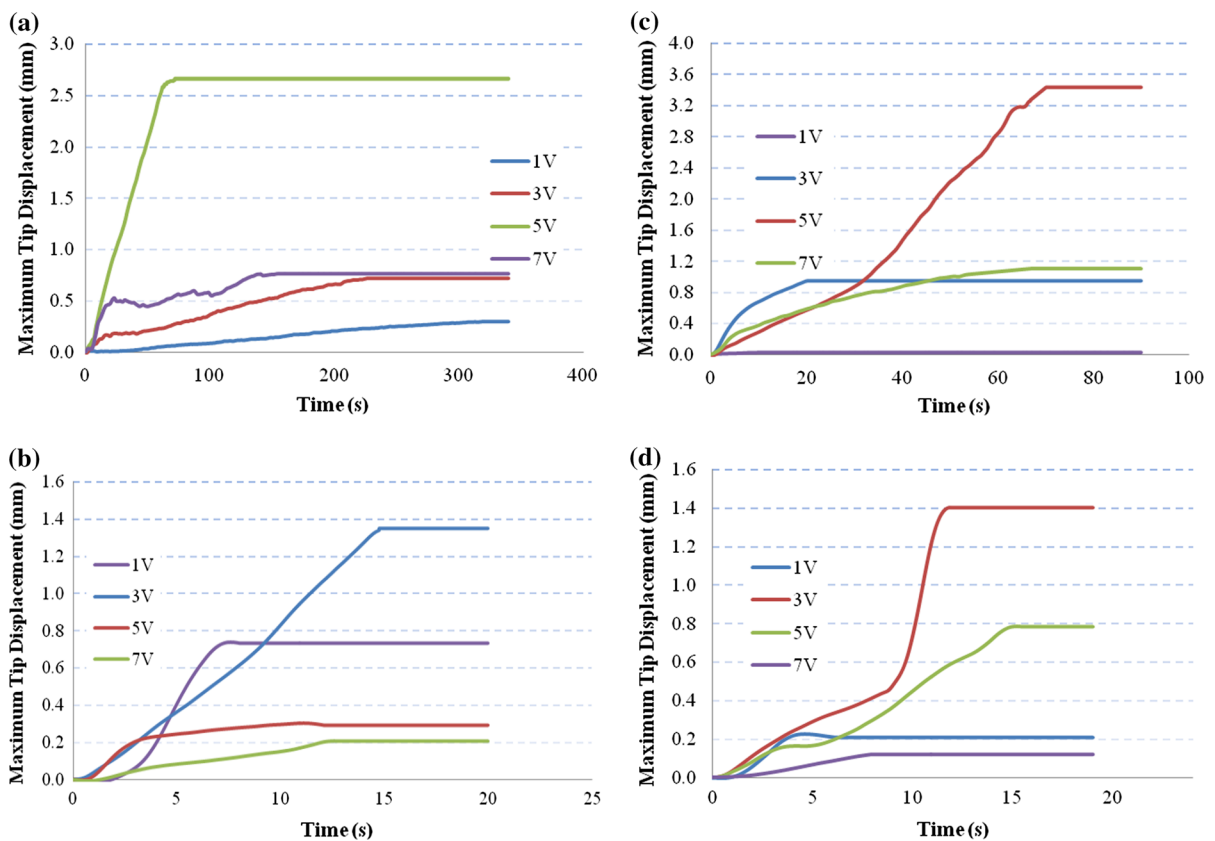 (a)
Maximum Tip Displacement (mm)
3.0
2.5
2.0
1.5
1.0
0.5
0.0
0
100
200
300
400
Time (s)
1V
3V
5V
7V
(c)
Maximum Tip Displacement (mm)
4.0
3.6
3.2
2.8
2.4
2.0
1.6
1.2
0.8
0.4
0.0
0
20
40
60
80
100
Time (s)
1V
3V
5V
7V
(b)
Maximum Tip Displacement (mm)
1.6
1.4
1.2
1.0
0.8
0.6
0.4
0.2
0.0
0
5
10
15
20
25
Time (s)
1V
3V
5V
7V
(d)
Maximum Tip Displacement (mm)
1.6
1.4
1.2
1.0
0.8
0.6
0.4
0.2
0.0
0
5
10
15
20
Time (s)
1V
3V
5V
7V